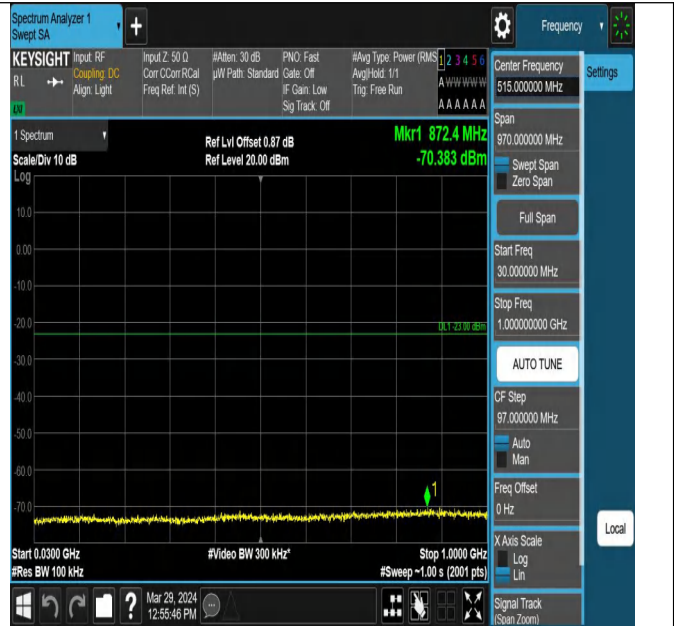 Spectrum Analyzer 1
Swept SA
Frequency
KEYSIGHT
Input: RF
Coupling: DC
Align: Light
Input Z: 50 Ω
Corr CCorr RCal
Freq Ref: Int (S)
#Atten: 30 dB
µW Path: Standard
PNO: Fast
Gate: Off
IF Gain: Low
Sig Track: Off
#Avg Type: Power (RMS
Avg|Hold: 1/1
Trig: Free Run
1 2 3 4 5 6
A W W W W W
A A A A A A
RL
LXI
1 Spectrum
Scale/Div 10 dB
Ref Lvl Offset 0.87 dB
Ref Level 20.00 dBm
Mkr1 872.4 MHz
-70.383 dBm
Log
10.0
0.00
-10.0
-20.0
DL1 -23.00 dBm
-30.0
-40.0
-50.0
-60.0
-70.0
1
Start 0.0300 GHz
#Video BW 300 kHz*
Stop 1.0000 GHz
#Res BW 100 kHz
#Sweep ~1.00 s (2001 pts)
Mar 29, 2024
12:55:46 PM
Center Frequency
515.000000 MHz
Settings
Span
970.000000 MHz
Swept Span
Zero Span
Full Span
Start Freq
30.000000 MHz
Stop Freq
1.000000000 GHz
AUTO TUNE
CF Step
97.000000 MHz
Auto
Man
Freq Offset
0 Hz
X Axis Scale
Log
Lin
Signal Track
(Span Zoom)
Local